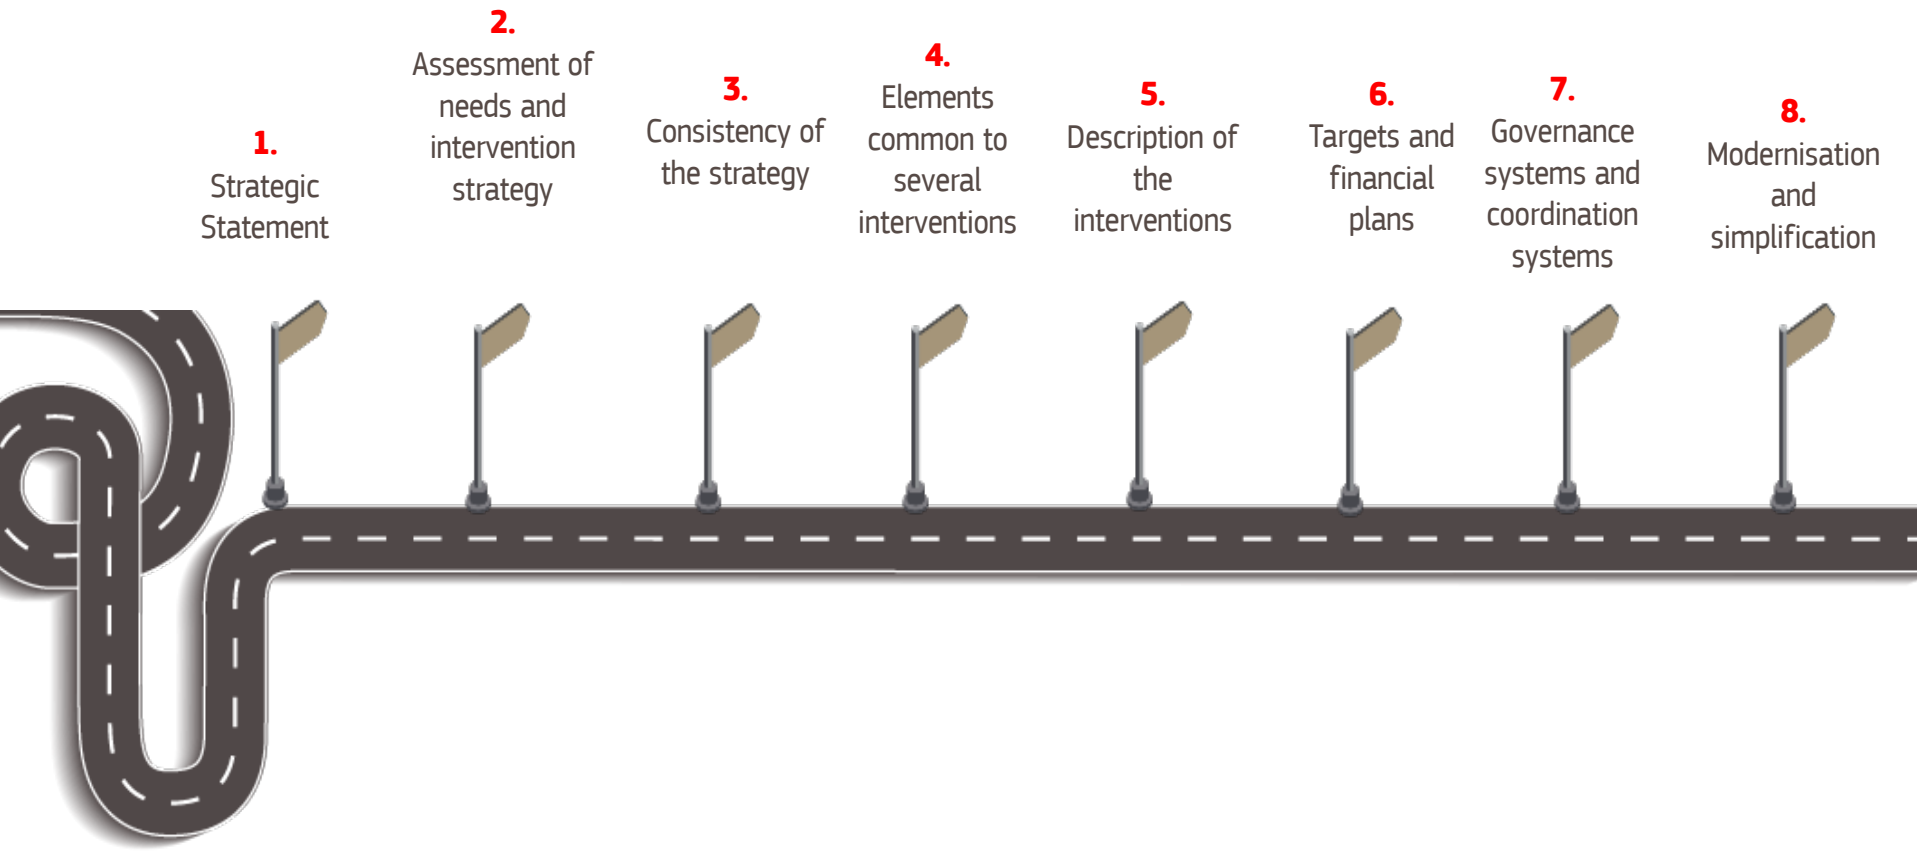 1.
Strategic
Statement
2.
Assessment of
needs and
intervention
strategy
3.
Consistency of
the strategy
4.
Elements
common to
several
interventions
5.
Description of
the
interventions
6.
Targets and
financial
plans
7.
Governance
systems and
coordination
systems
8.
Modernisation
and
simplification